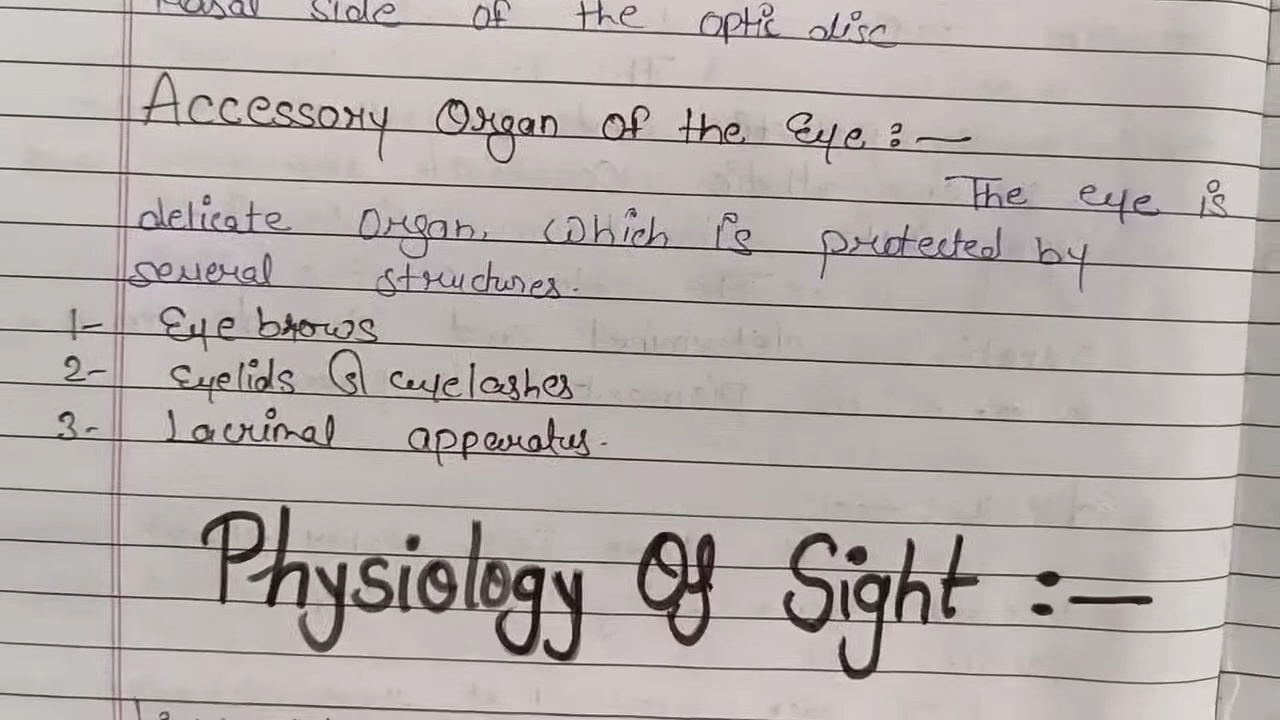 Nasal side of the optic disc
Accessory Organ of the Eye:—
The eye is
delicate organ, which is protected by
several structures.
1- Eye brows
2- Eyelids & eyelashes
3- Lacrimal apparatus.
Physiology Of Sight :—